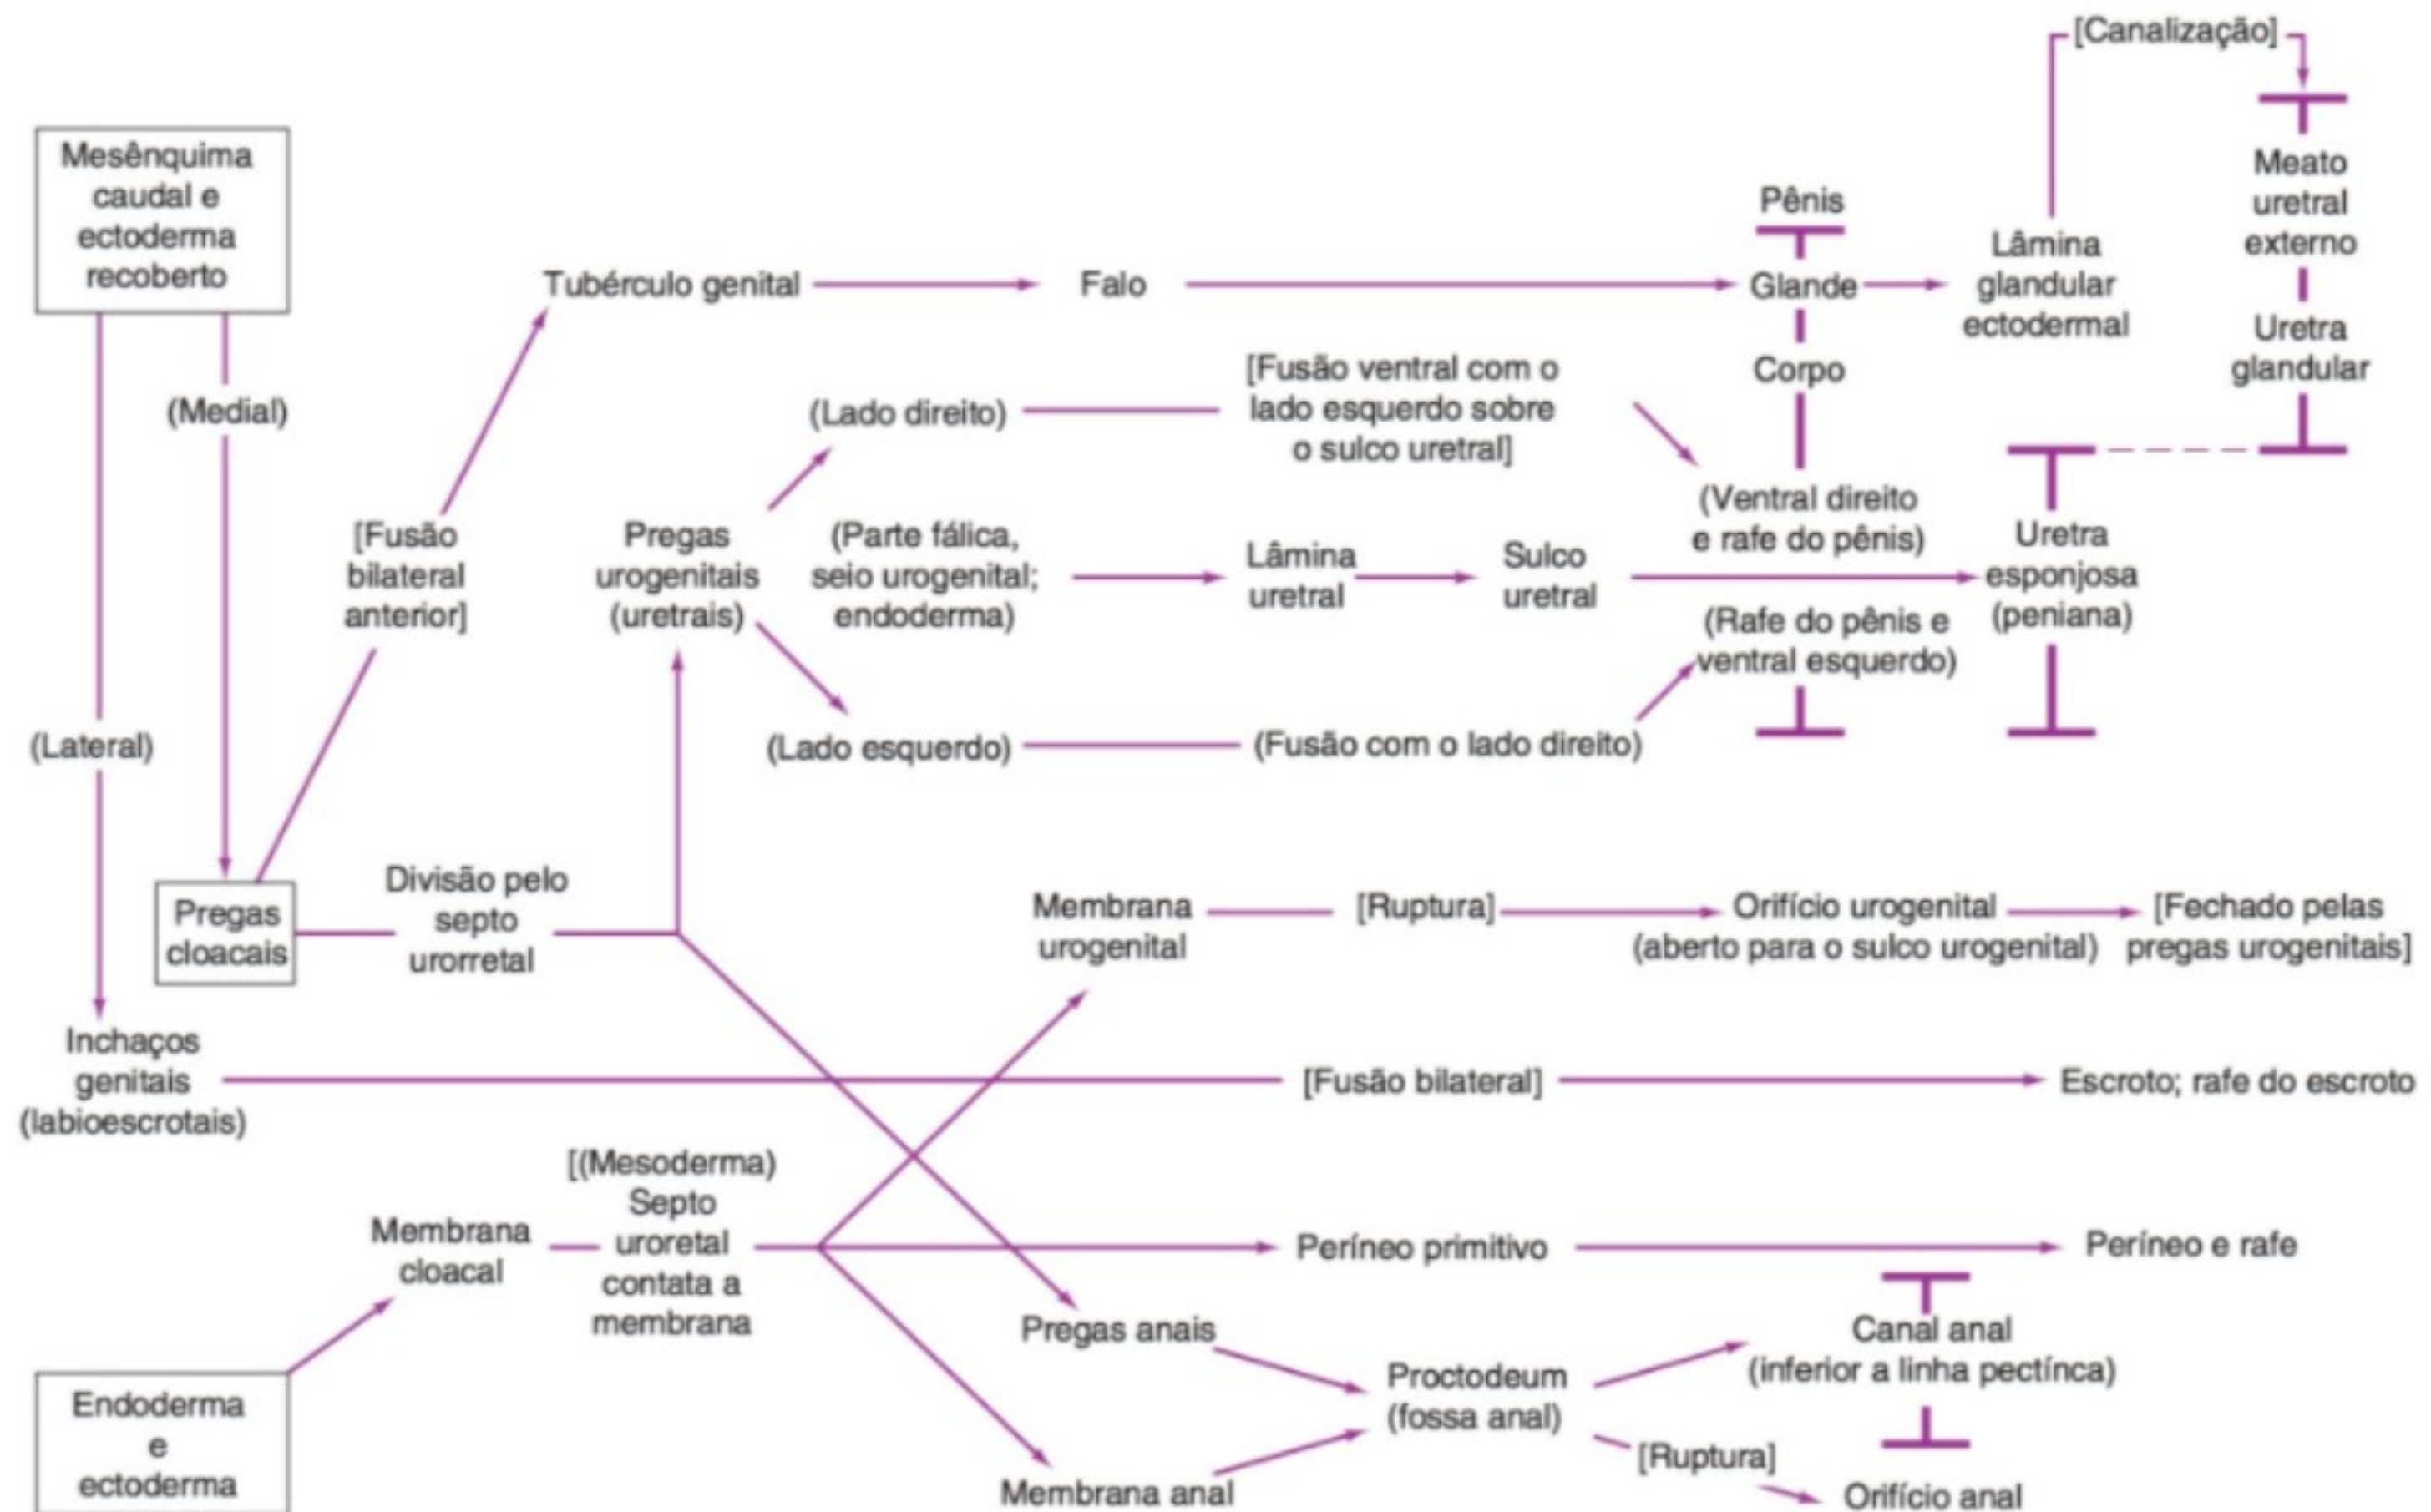 [Canalização]
Mesênquima
caudal e
ectoderma
recoberto
Meato
uretral
externo
Pênis
Lâmina
glandular
ectodermal
Tubérculo genital
Falo
Glande
Uretra
glandular
(Medial)
(Lado direito)
[Fusão ventral com o
lado esquerdo sobre
o sulco uretral]
Corpo
[Fusão
bilateral
anterior]
Pregas
urogenitais
(uretrais)
(Parte fálica,
seio urogenital;
endoderma)
Lâmina
uretral
Sulco
uretral
(Ventral direito
e rafe do pênis)
Uretra
esponjosa
(peniana)
(Rafe do pênis e
ventral esquerdo)
(Lateral)
(Lado esquerdo)
(Fusão com o lado direito)
Pregas
cloacais
Divisão pelo
septo
urorretal
Membrana
urogenital
[Ruptura]
Orifício urogenital
(aberto para o sulco urogenital)
[Fechado pelas
pregas urogenitais]
Inchaços
genitais
(labioescrotais)
[Fusão bilateral]
Escroto; rafe do escroto
Membrana
cloacal
[(Mesoderma)
Septo
uroretal
contata a
membrana
Períneo primitivo
Períneo e rafe
Pregas anais
Canal anal
(inferior a linha pectínca)
Proctodeum
(fossa anal)
Endoderma
e
ectoderma
[Ruptura]
Membrana anal
Orifício anal